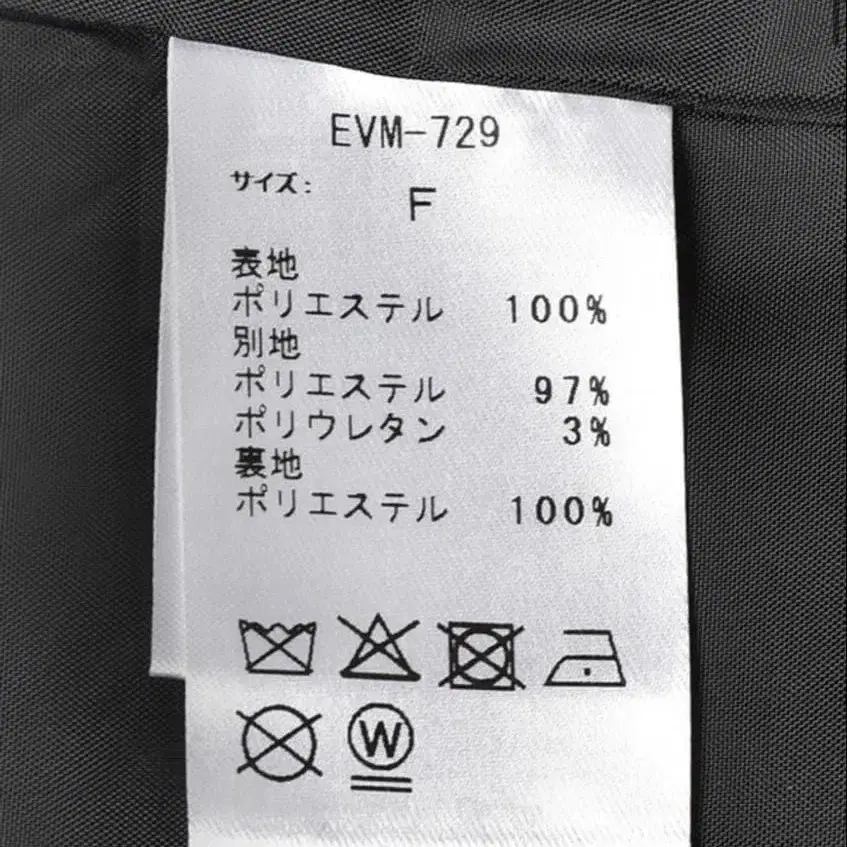 EVM-729
サイズ:
F
表地
ポリエステル 100%
別地
ポリエステル 97%
ポリウレタン 3%
裏地
ポリエステル 100%
W